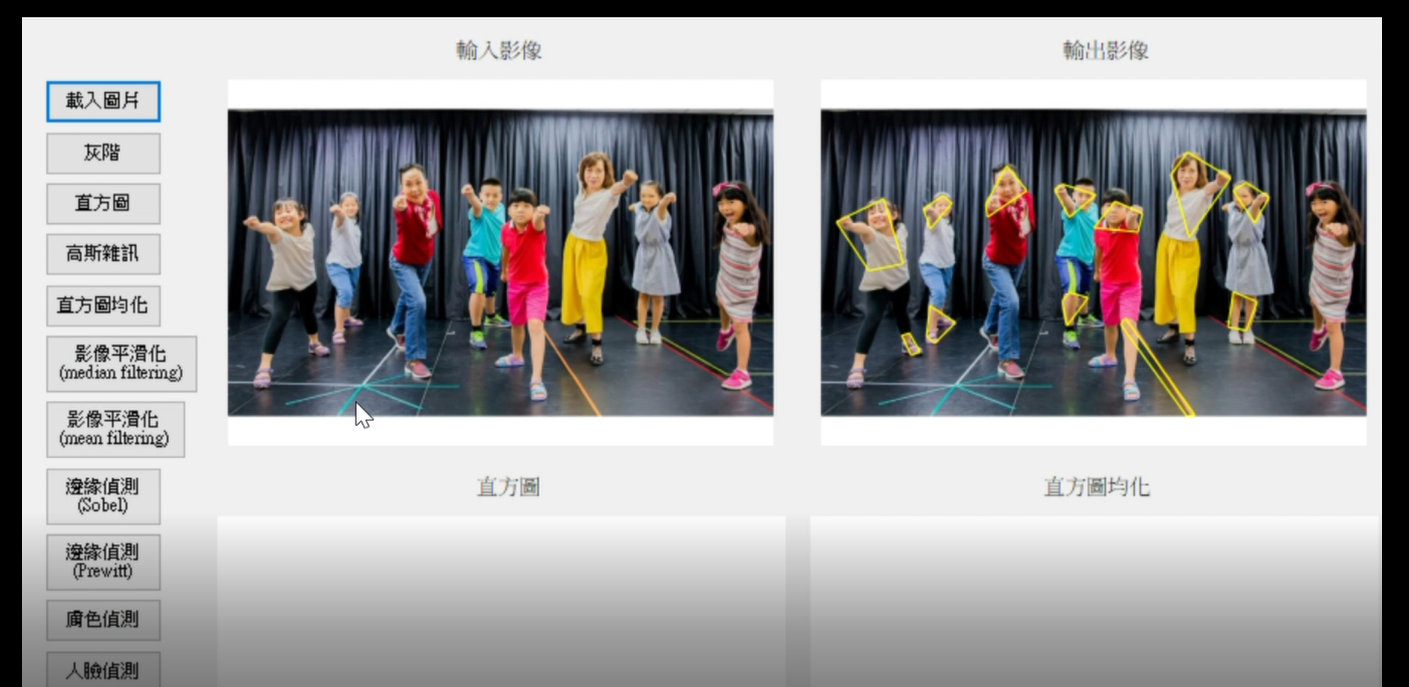 輸入影像
輸出影像
載入圖片
灰階
直方圖
高斯雜訊
直方圖均化
影像平滑化
(median filtering)
影像平滑化
(mean filtering)
邊緣偵測
(Sobel)
邊緣偵測
(Prewitt)
膚色偵測
人臉偵測
直方圖
直方圖均化